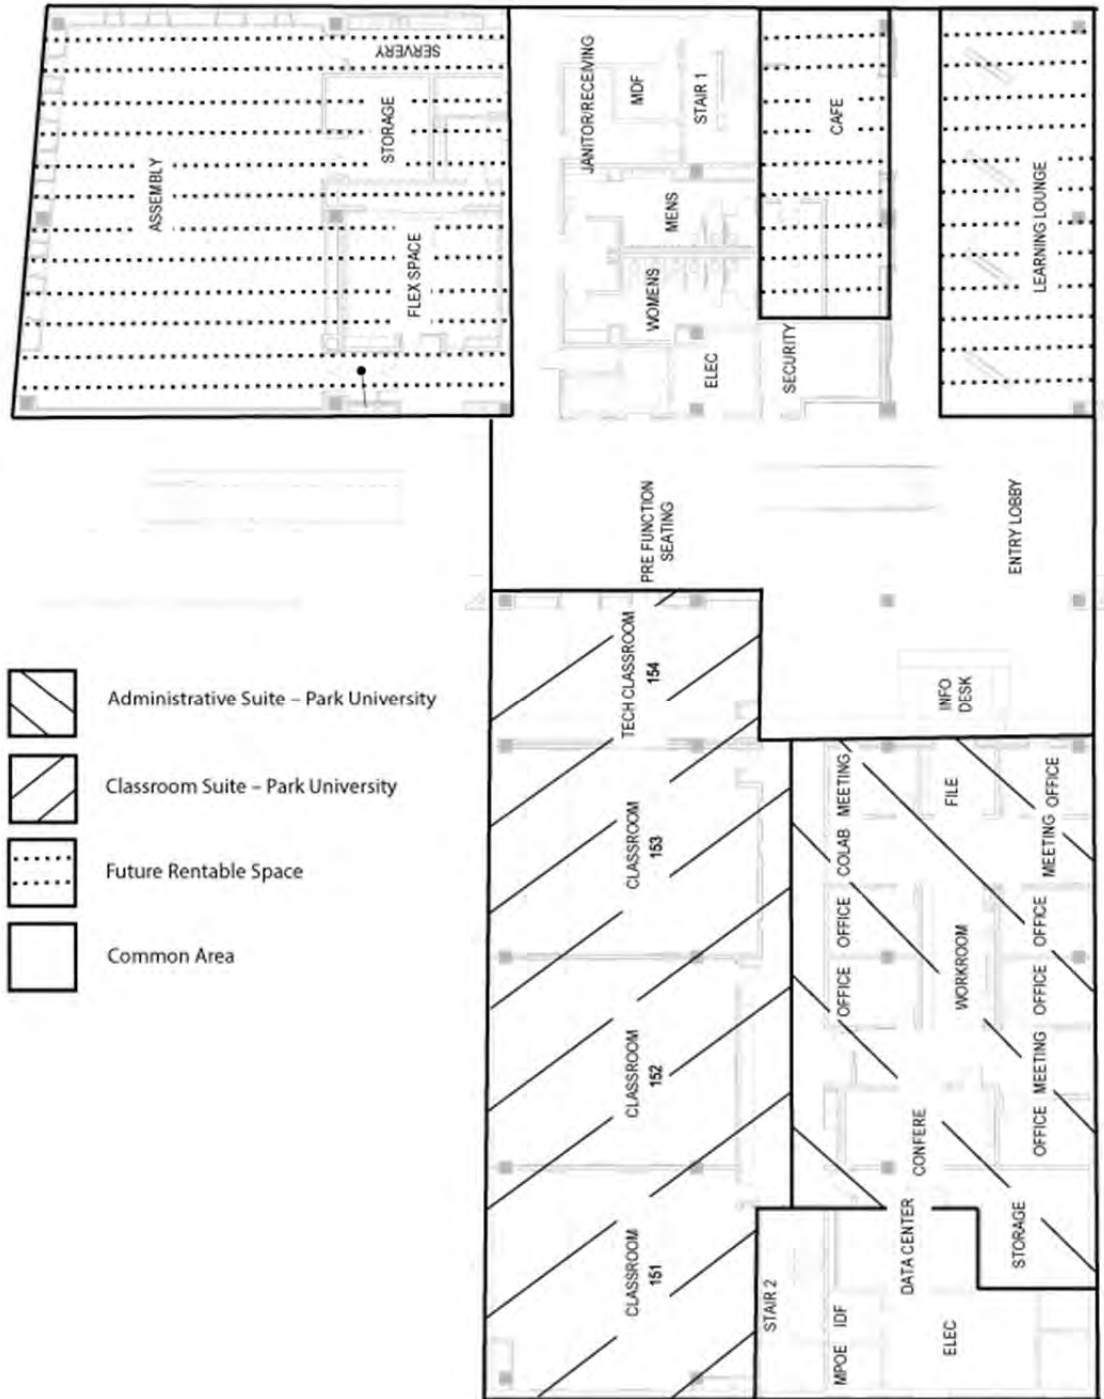 SERVERY
STORAGE
ASSEMBLY
FLEX SPACE
JANITOR/RECEIVING
MDF
STAIR 1
MENS
WOMENS
ELEC
SECURITY
CAFE
LEARNING LOUNGE
PRE FUNCTION
SEATING
ENTRY LOBBY
INFO
DESK
TECH CLASSROOM
154
CLASSROOM
153
CLASSROOM
152
CLASSROOM
151
COLAB MEETING
FILE
MEETING OFFICE
OFFICE OFFICE
WORKROOM
OFFICE MEETING OFFICE OFFICE
CONFERE
DATA CENTER
STORAGE
STAIR 2
MPOE IDF
ELEC
Administrative Suite – Park University
Classroom Suite – Park University
Future Rentable Space
Common Area